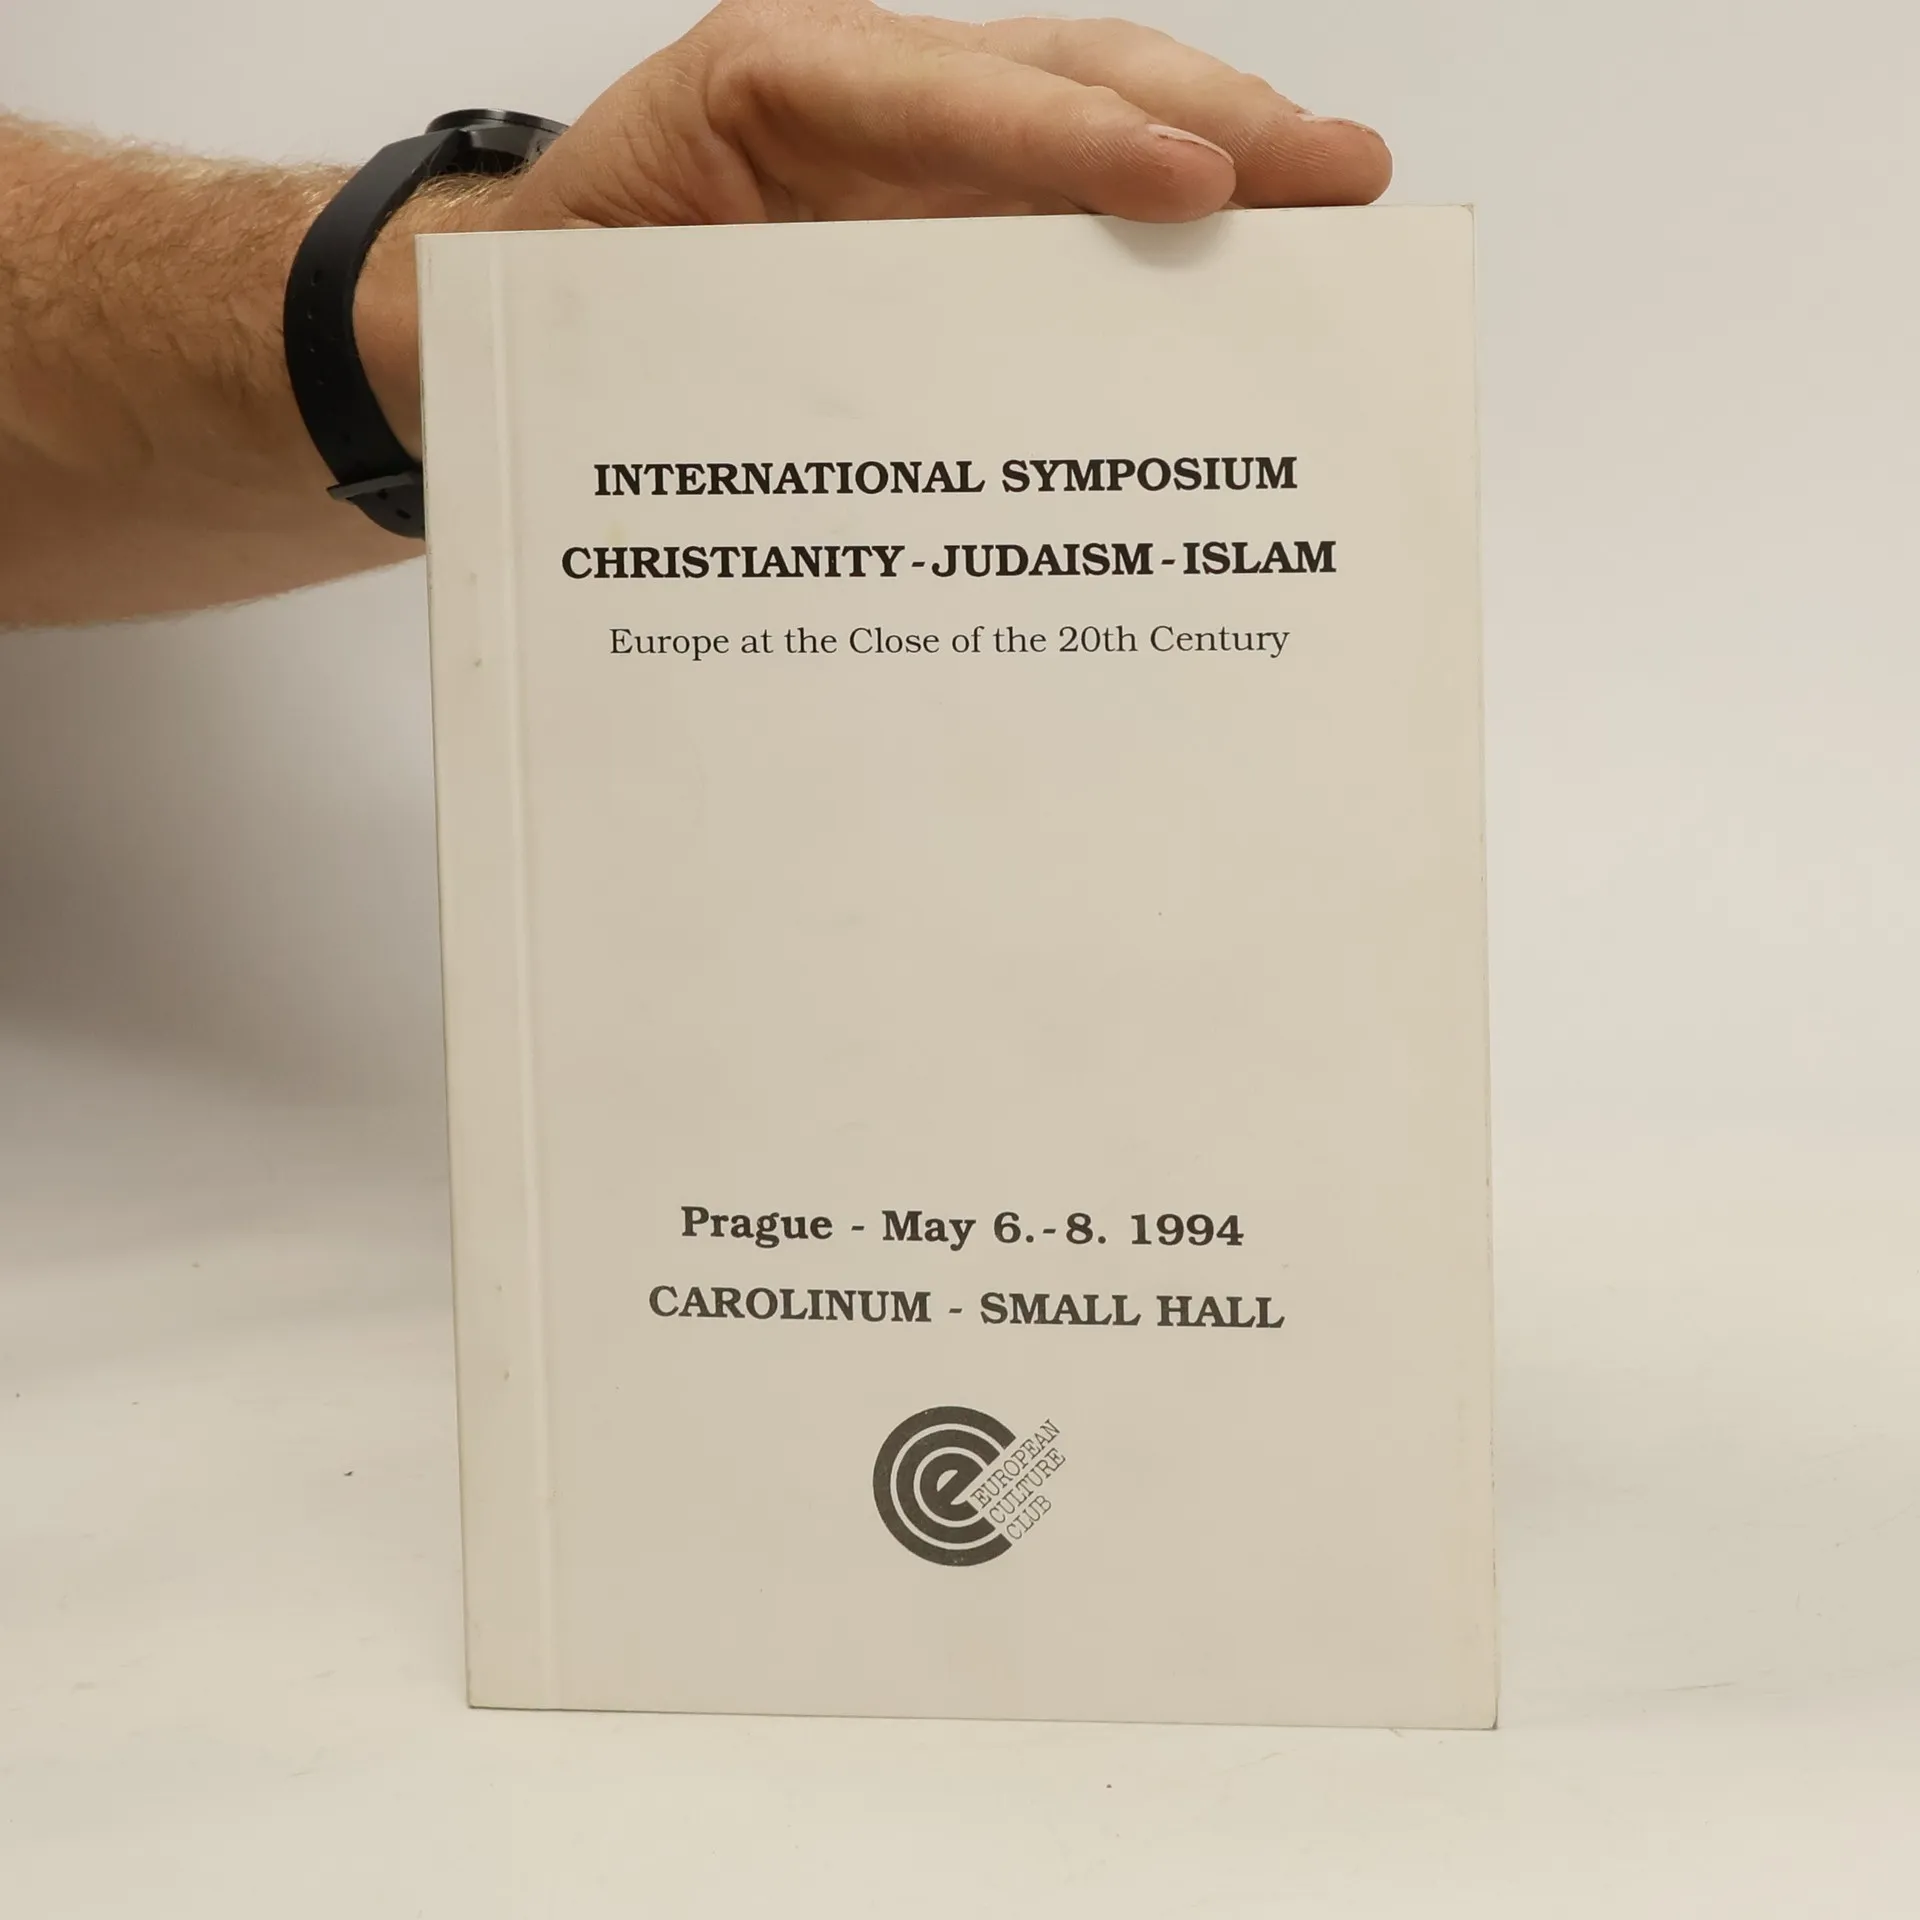 INTERNATIONAL SYMPOSIUM
CHRISTIANITY - JUDAISM - ISLAM
Europe at the Close of the 20th Century
Prague - May 6.-8. 1994
CAROLINUM - SMALL HALL
e
EUROPEAN
CULTURE
CLUB